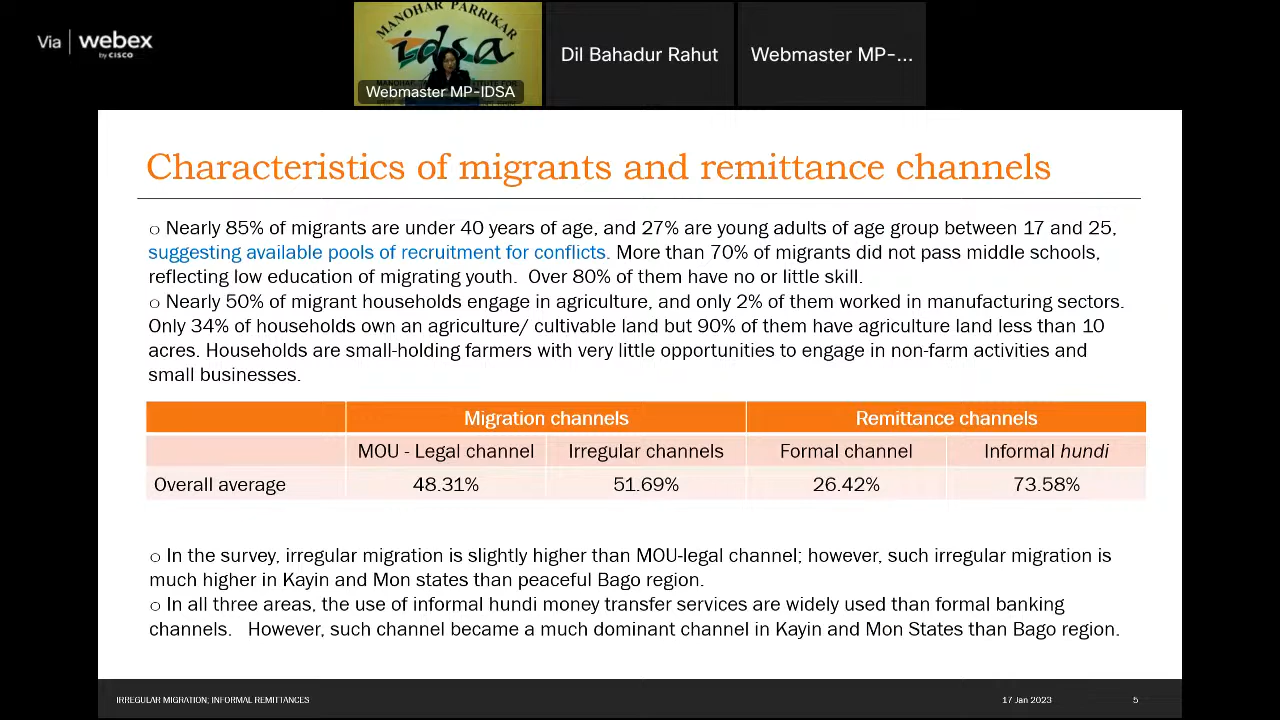 Via webex
by CISCO
MANOHAR PARRIKAR
idsa
Webmaster MP-IDSA
Dil Bahadur Rahut
Webmaster MP-...
Characteristics of migrants and remittance channels
o Nearly 85% of migrants are under 40 years of age, and 27% are young adults of age group between 17 and 25,
suggesting available pools of recruitment for conflicts. More than 70% of migrants did not pass middle schools,
reflecting low education of migrating youth. Over 80% of them have no or little skill.
o Nearly 50% of migrant households engage in agriculture, and only 2% of them worked in manufacturing sectors.
Only 34% of households own an agriculture/ cultivable land but 90% of them have agriculture land less than 10
acres. Households are small-holding farmers with very little opportunities to engage in non-farm activities and
small businesses.
Migration channels Remittance channels
MOU - Legal channel Irregular channels Formal channel Informal hundi
Overall average 48.31% 51.69% 26.42% 73.58%
o In the survey, irregular migration is slightly higher than MOU-legal channel; however, such irregular migration is
much higher in Kayin and Mon states than peaceful Bago region.
o In all three areas, the use of informal hundi money transfer services are widely used than formal banking
channels. However, such channel became a much dominant channel in Kayin and Mon States than Bago region.
IRREGULAR MIGRATION; INFORMAL REMITTANCES 17 Jan 2023 5